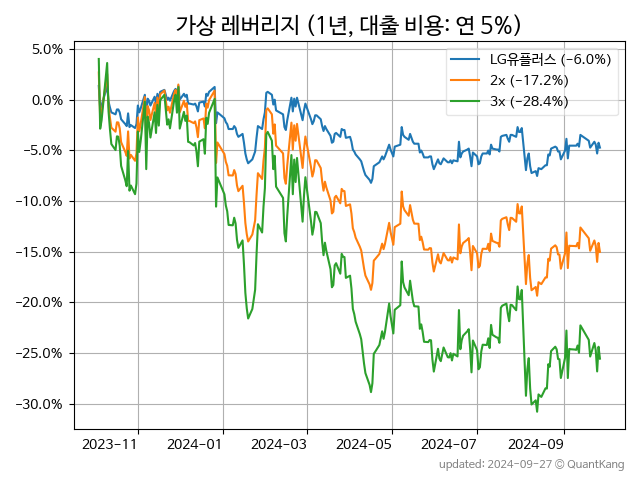 가상 레버리지 (1년, 대출 비용: 연 5%)
LG유플러스 (−6.0%)
2x (−17.2%)
3x (−28.4%)
5.0%
0.0%
−5.0%
−10.0%
−15.0%
−20.0%
−25.0%
−30.0%
2023-11 2024-01 2024-03 2024-05 2024-07 2024-09
updated: 2024-09-27 © QuantKang